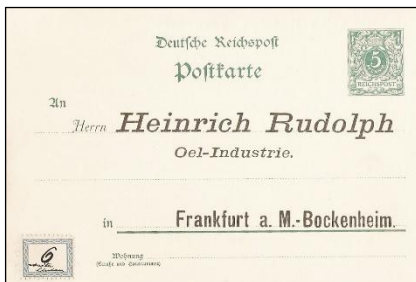 Deutsche Reichspost
Postkarte
5
REICHSPOST
An
Herrn Heinrich Rudolph
Oel-Industrie.
in Frankfurt a. M.-Bockenheim.
Wohnung
6